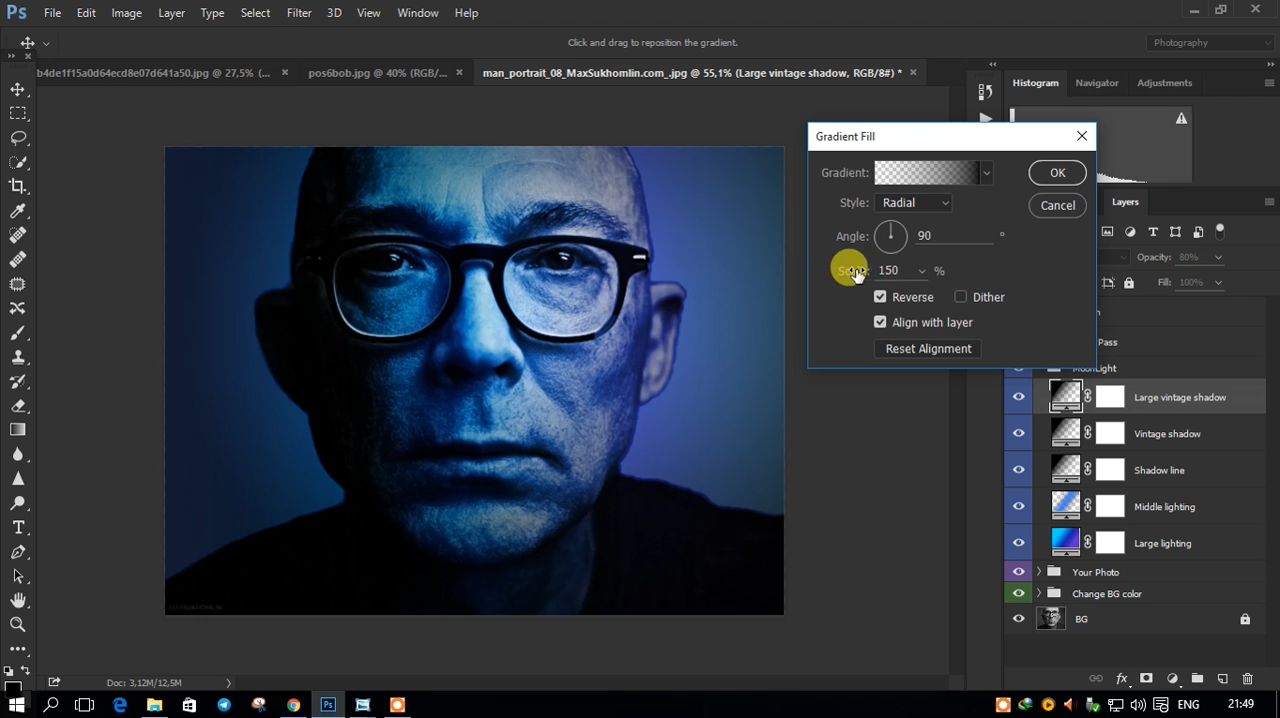 Ps File Edit Image Layer Type Select Filter 3D View Window Help
Click and drag to reposition the gradient.
Photography
b4de1f15a0d64ecd8e07d641a50.jpg @ 27,5% (... × pos6bob.jpg @ 40% (RGB/... × man_portrait_08_MaxSukhomlin.com_.jpg @ 55,1% (Large vintage shadow, RGB/8#) * ×
Histogram Navigator Adjustments
Gradient Fill
Gradient:
OK
Style: Radial
Cancel
Angle: 90 °
150 %
Reverse Dither
Align with layer
Reset Alignment
Layers
Opacity: 80%
Fill: 100%
Pass
MoonLight
Large vintage shadow
Vintage shadow
Shadow line
Middle lighting
Large lighting
Your Photo
Change BG color
BG
Doc: 3,12M/12,5M
ENG 21:49